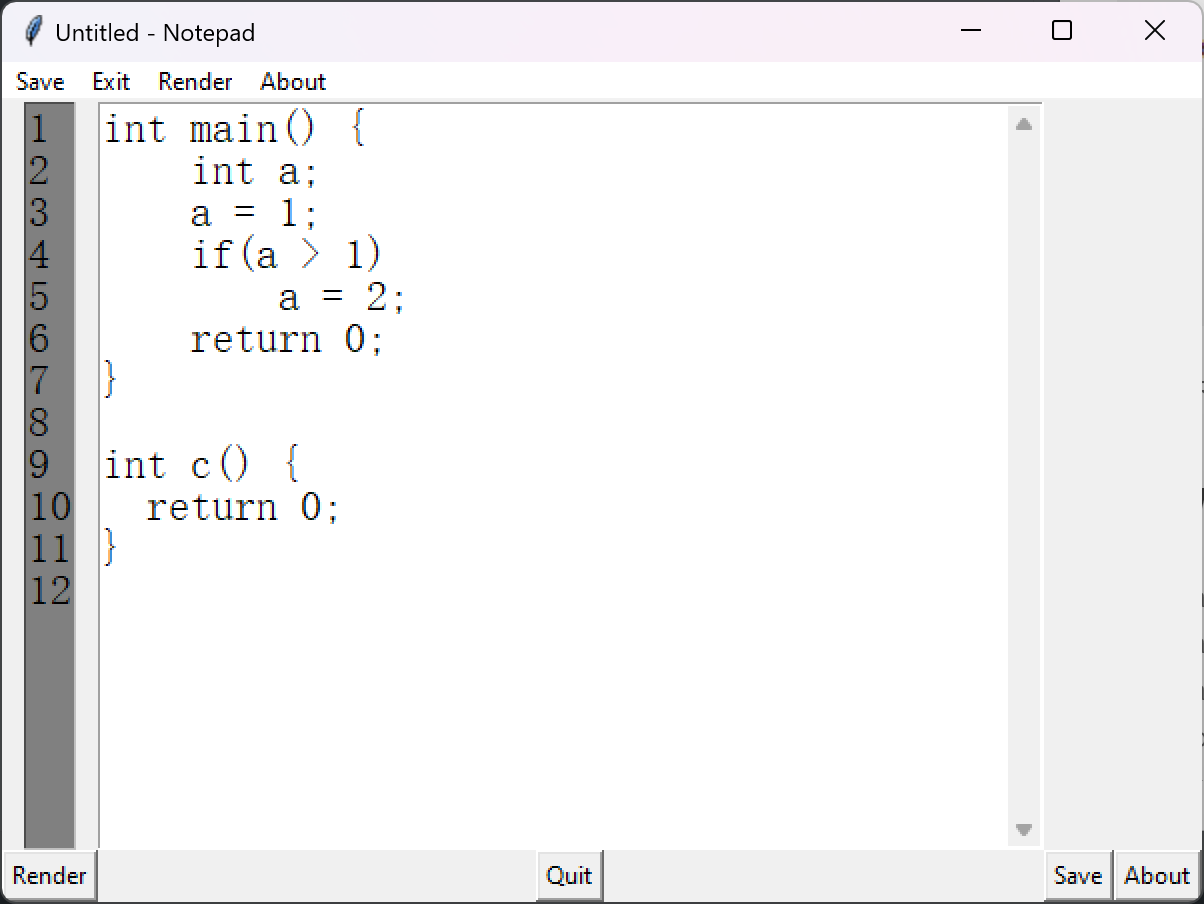 Untitled - Notepad
Save Exit Render About
1 int main() {
2     int a;
3     a = 1;
4     if(a > 1)
5         a = 2;
6     return 0;
7 }
8
9 int c() {
10   return 0;
11 }
12
Render Quit Save About